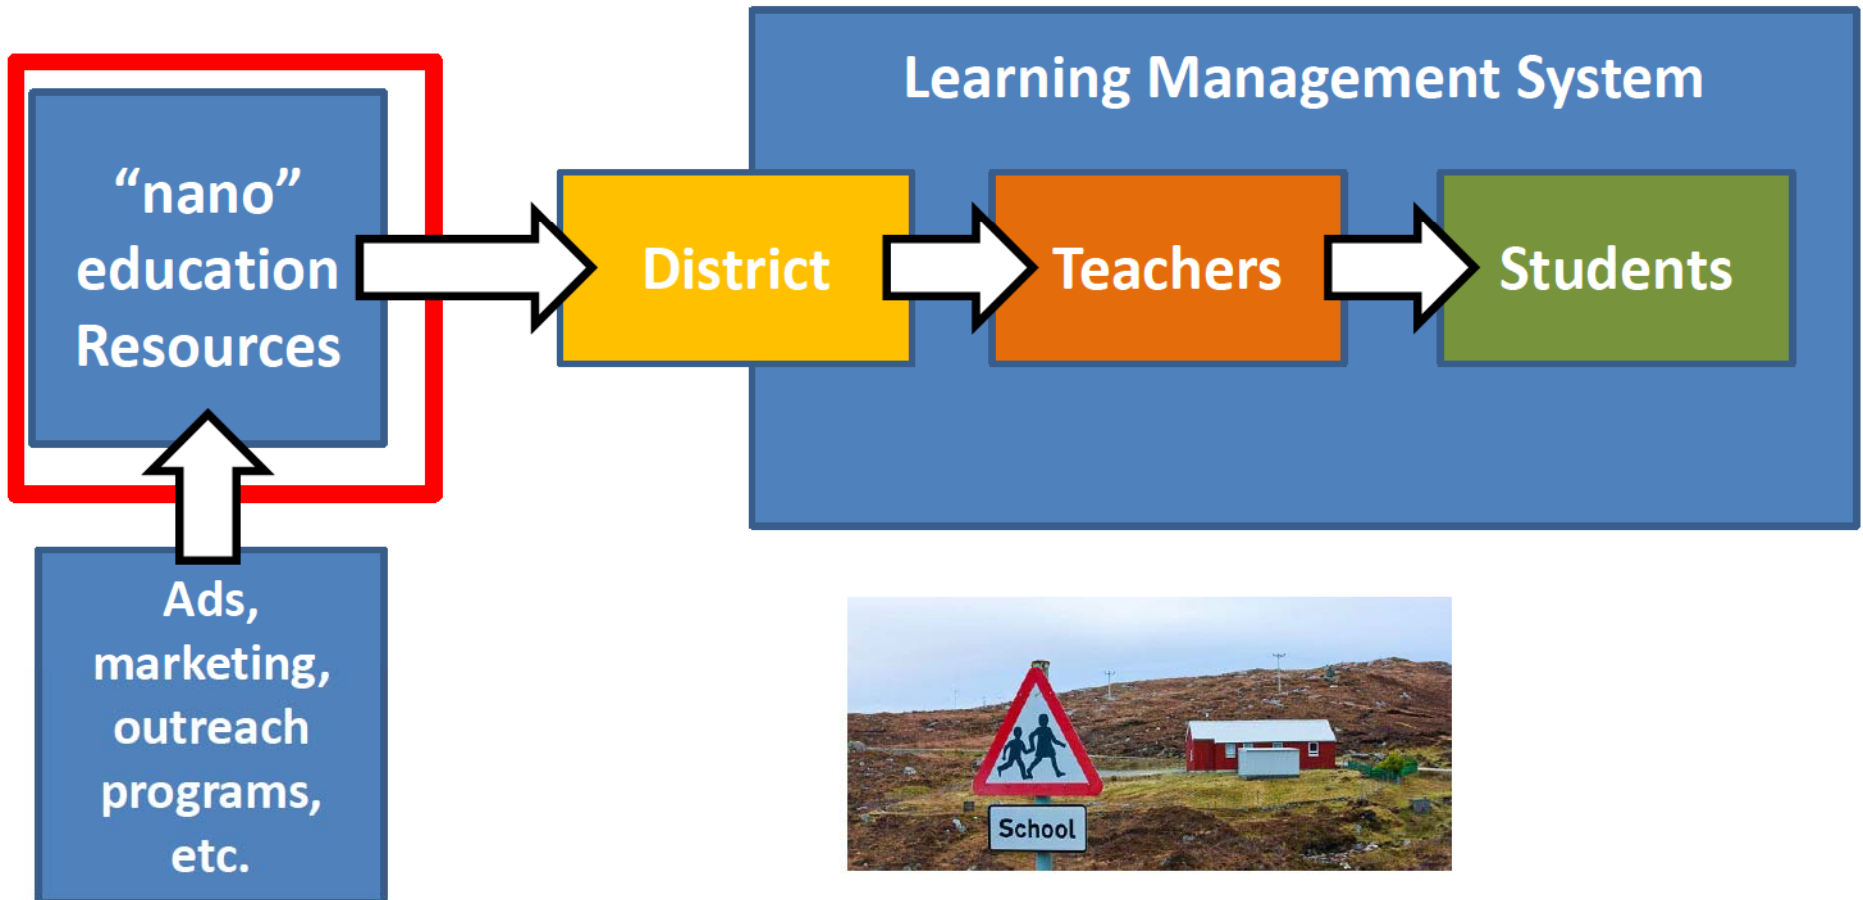 Learning Management System
“nano”
education
Resources
District
Teachers
Students
Ads,
marketing,
outreach
programs,
etc.
School